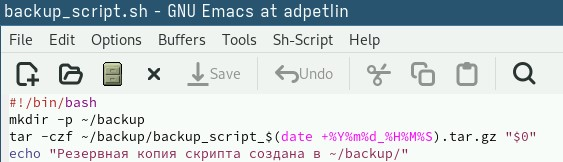 backup_script.sh - GNU Emacs at adpetlin
File Edit Options Buffers Tools Sh-Script Help
Save Undo
#!/bin/bash
mkdir -p ~/backup
tar -czf ~/backup/backup_script_$(date +%Y%m%d_%H%M%S).tar.gz "$0"
echo "Резервная копия скрипта создана в ~/backup/"